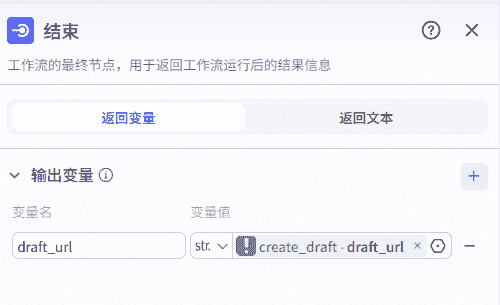 结束
工作流的最终节点，用于返回工作流运行后的结果信息
返回变量 返回文本
输出变量
变量名 变量值
draft_url str. create_draft · draft_url